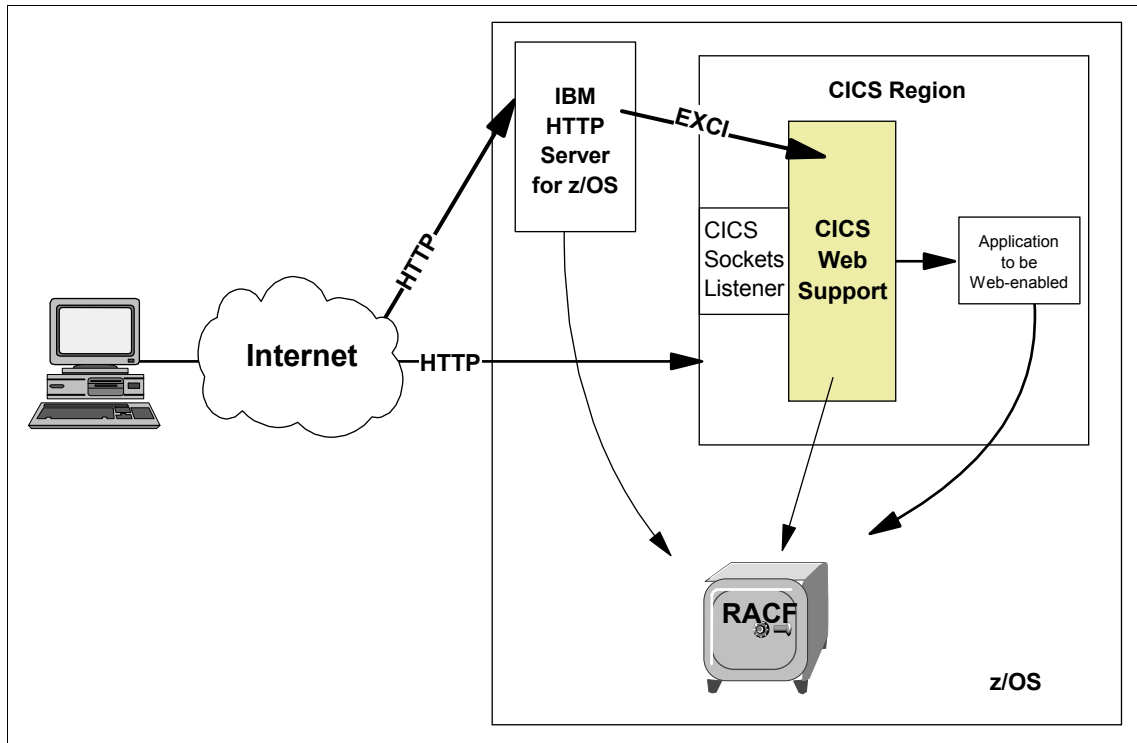 IBM
HTTP
Server
for z/OS
CICS Region
EXCI
HTTP
CICS
Sockets
Listener
CICS
Web
Support
Application
to be
Web-enabled
Internet
HTTP
RACF
z/OS